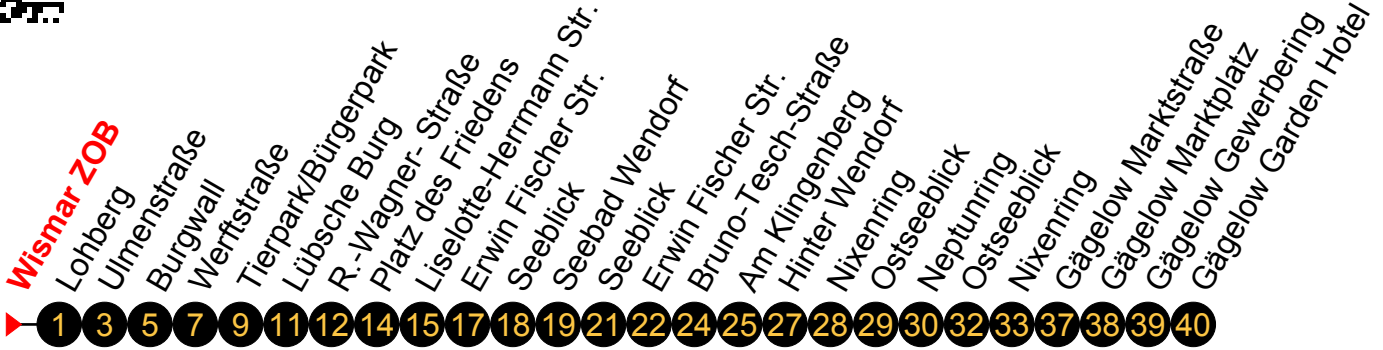 Wismar ZOB
Lohberg
Ulmenstraße
Burgwall
Werftstraße
Tierpark/Bürgerpark
Lübsche Burg
R.-Wagner- Straße
Platz des Friedens
Liselotte-Herrmann Str.
Erwin Fischer Str.
Seeblick
Seebad Wendorf
Seeblick
Erwin Fischer Str.
Bruno-Tesch-Straße
Am Klingenberg
Hinter Wendorf
Nixenring
Ostseeblick
Neptunring
Ostseeblick
Nixenring
Gägelow Marktstraße
Gägelow Marktplatz
Gägelow Gewerbering
Gägelow Garden Hotel
1 3 5 7 9 11 12 14 15 17 18 19 21 22 24 25 27 28 29 30 32 33 37 38 39 40